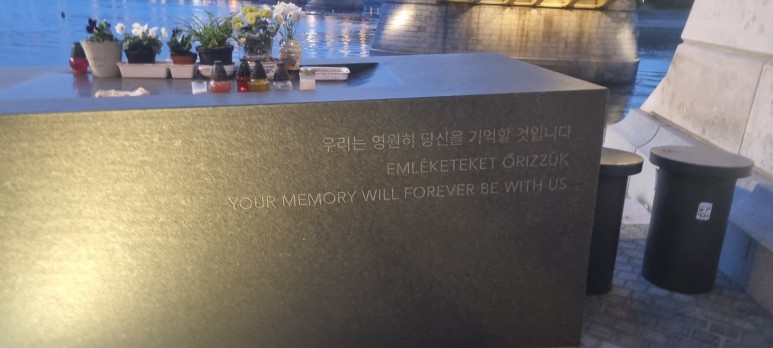 우리는 영원히 당신을 기억할 것입니다
EMLÉKETEKET ŐRIZZÜK
YOUR MEMORY WILL FOREVER BE WITH US